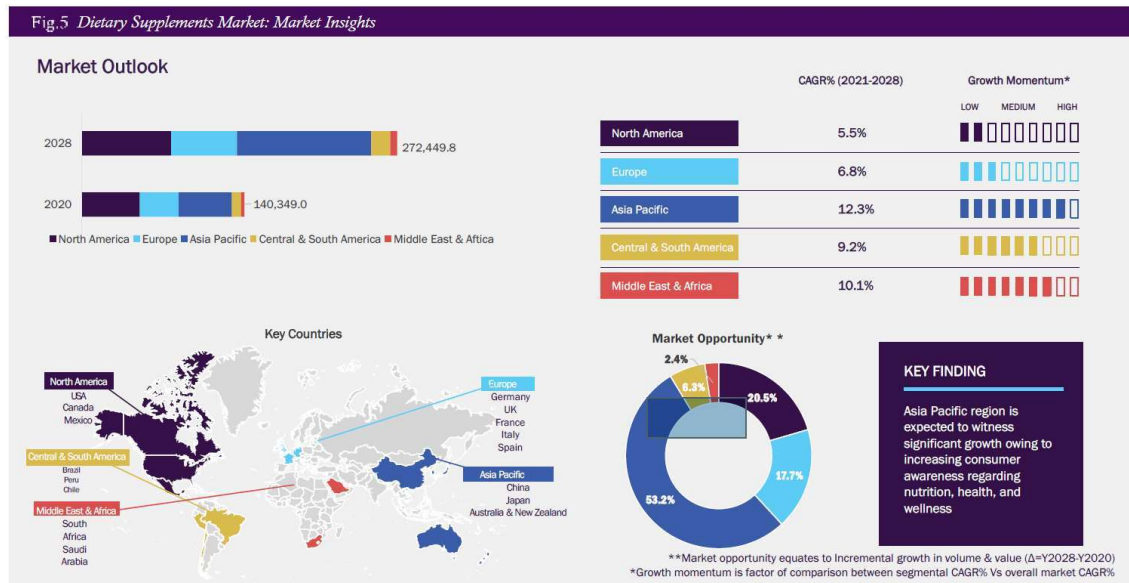 Fig.5 Dietary Supplements Market: Market Insights
Market Outlook
2028
272,449.8
2020
140,349.0
North America Europe Asia Pacific Central & South America Middle East & Aftica
CAGR% (2021-2028) Growth Momentum*
LOW MEDIUM HIGH
North America 5.5%
Europe 6.8%
Asia Pacific 12.3%
Central & South America 9.2%
Middle East & Africa 10.1%
Key Countries
North America
USA
Canada
Mexico
Central & South America
Brazil
Peru
Chile
Middle East & Africa
South
Africa
Saudi
Arabia
Europe
Germany
UK
France
Italy
Spain
Asia Pacific
China
Japan
Australia & New Zealand
Market Opportunity* *
2.4%
6.3%
20.5%
17.7%
53.2%
KEY FINDING
Asia Pacific region is
expected to witness
significant growth owing to
increasing consumer
awareness regarding
nutrition, health, and
wellness
**Market opportunity equates to Incremental growth in volume & value (Δ=Y2028-Y2020)
*Growth momentum is factor of comparison between segmental CAGR% Vs overall market CAGR%